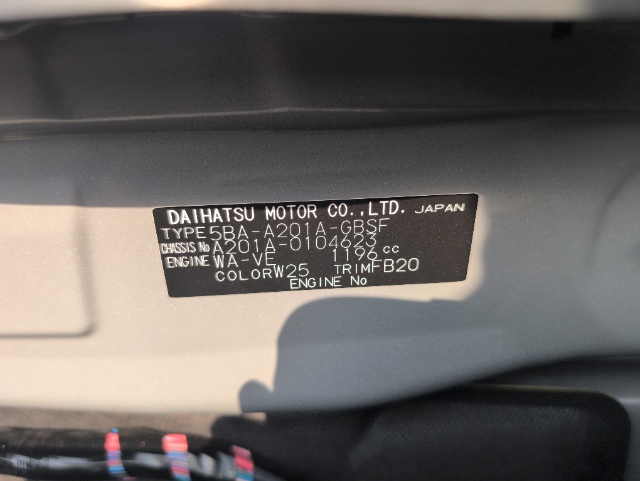 DAIHATSU MOTOR CO.,LTD. JAPAN
TYPE 5BA-A201A-GBSF
CHASSIS No A201A-0104623
ENGINE WA-VE 1196 cc
COLOR W25 TRIM FB20
ENGINE No